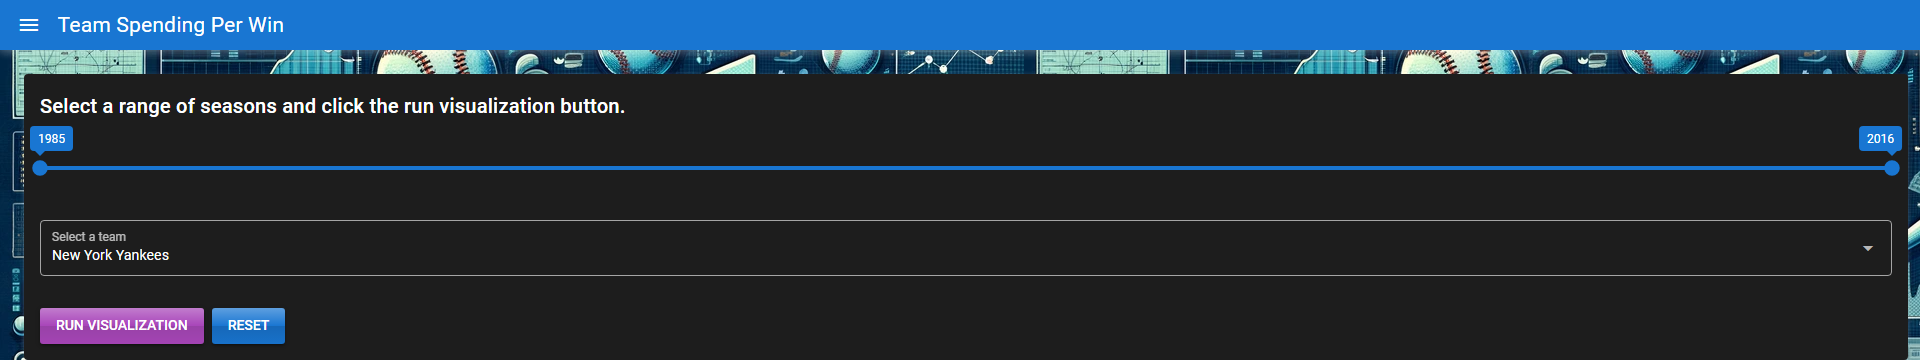 Team Spending Per Win
Select a range of seasons and click the run visualization button.
1985
2016
Select a team
New York Yankees
RUN VISUALIZATION
RESET